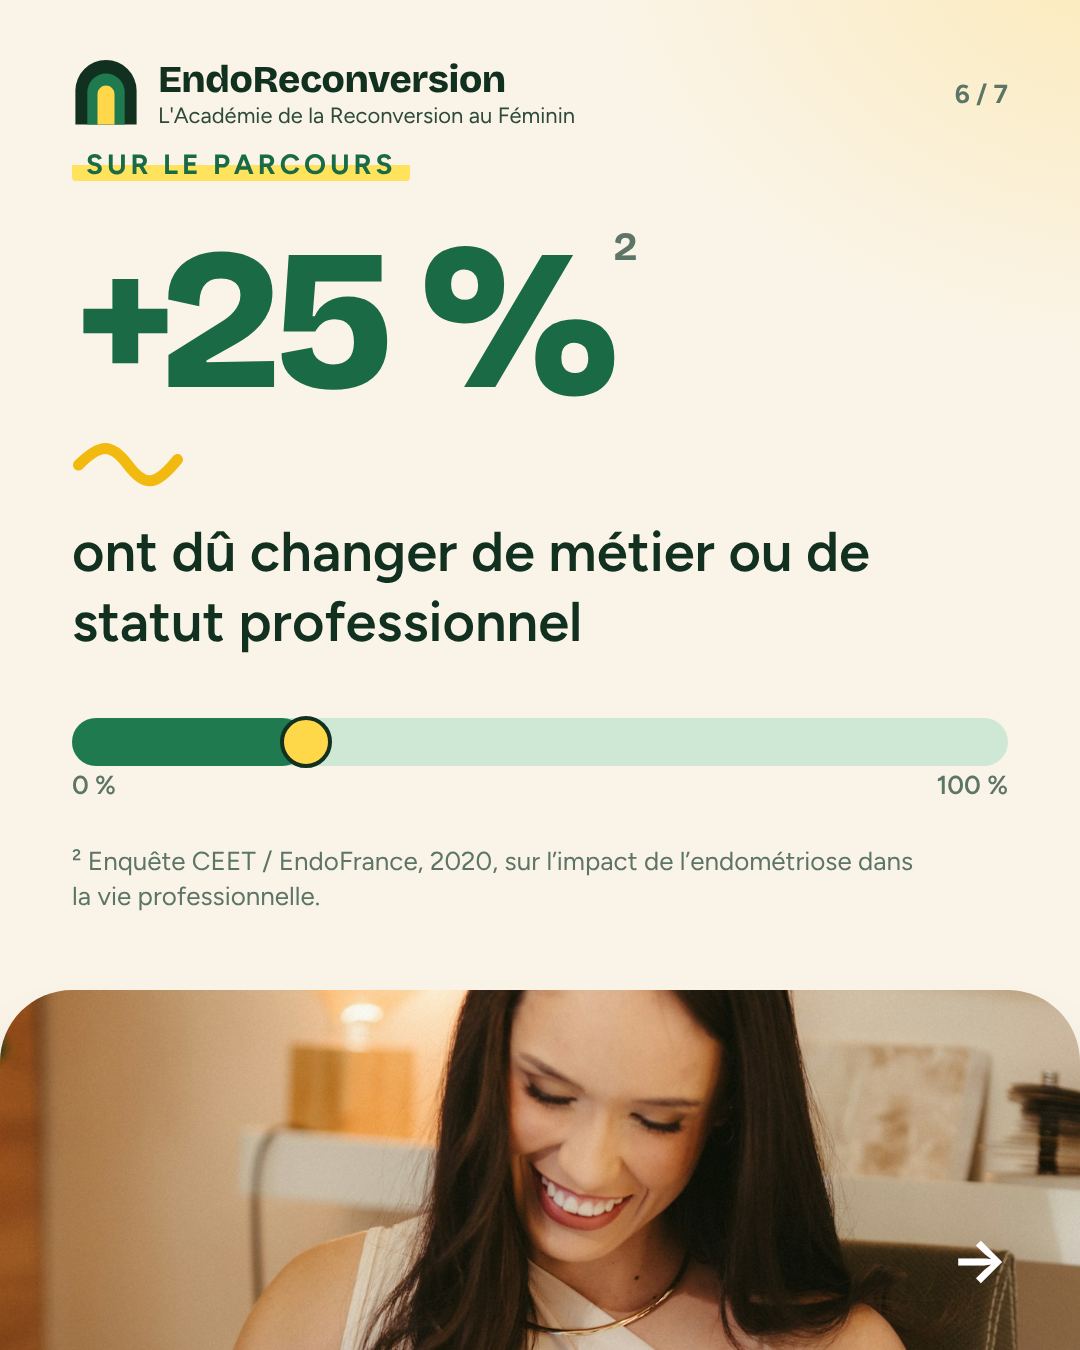 EndoReconversion
L'Académie de la Reconversion au Féminin
6 / 7
SUR LE PARCOURS
+25 % ²
ont dû changer de métier ou de
statut professionnel
0 %
100 %
² Enquête CEET / EndoFrance, 2020, sur l’impact de l’endométriose dans
la vie professionnelle.